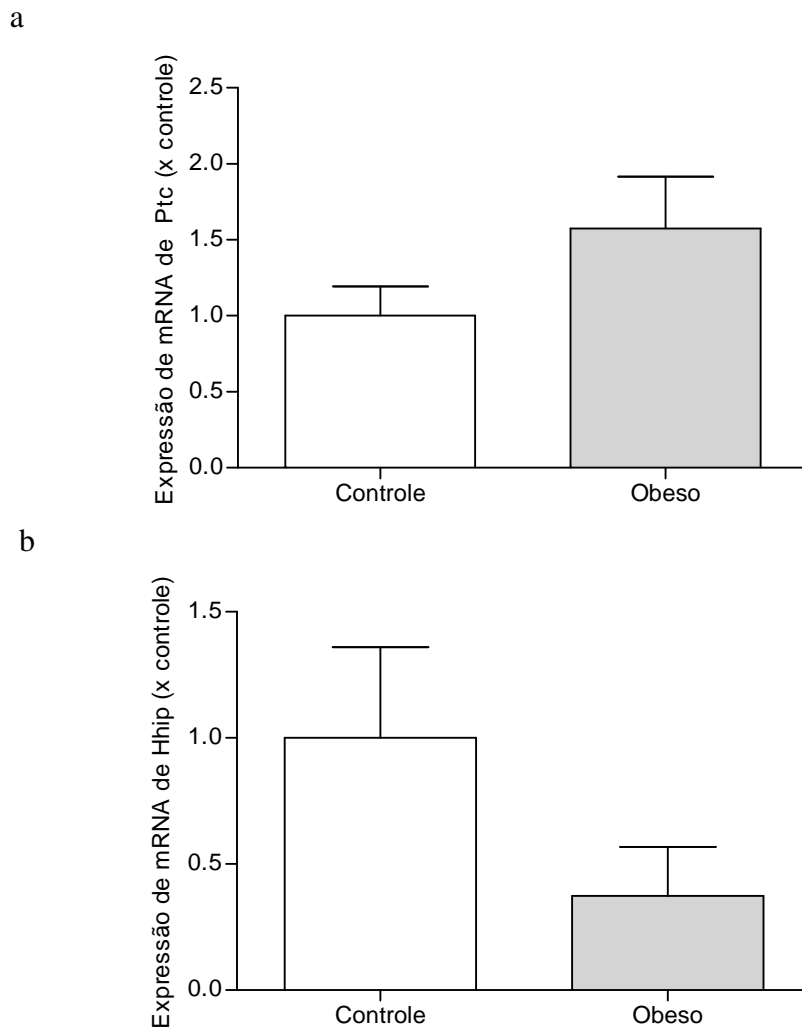 a
Expressão de mRNA de Ptc (x controle)
2.5
2.0
1.5
1.0
0.5
0.0
Controle
Obeso
b
Expressão de mRNA de Hhip (x controle)
1.5
1.0
0.5
0.0
Controle
Obeso